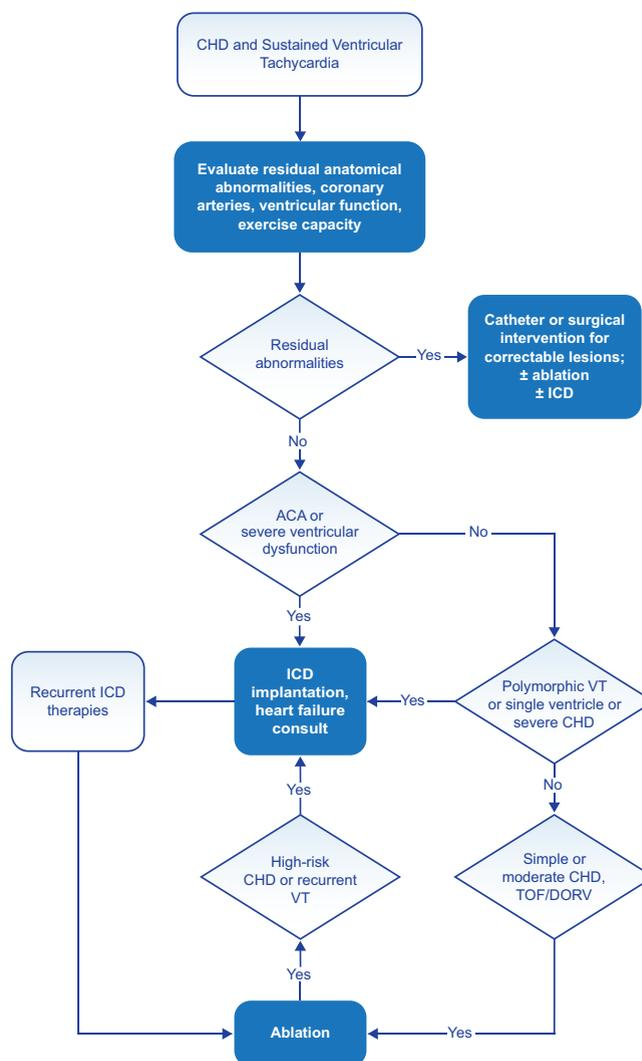 CHD and Sustained Ventricular
Tachycardia
Evaluate residual anatomical
abnormalities, coronary
arteries, ventricular function,
exercise capacity
Residual
abnormalities
Yes
Catheter or surgical
intervention for
correctable lesions;
± ablation
± ICD
No
ACA or
severe ventricular
dysfunction
No
Yes
Recurrent ICD
therapies
ICD
implantation,
heart failure
consult
Yes
Polymorphic VT
or single ventricle or
severe CHD
Yes
No
High-risk
CHD or recurrent
VT
Simple or
moderate CHD,
TOF/DORV
Yes
Ablation
Yes